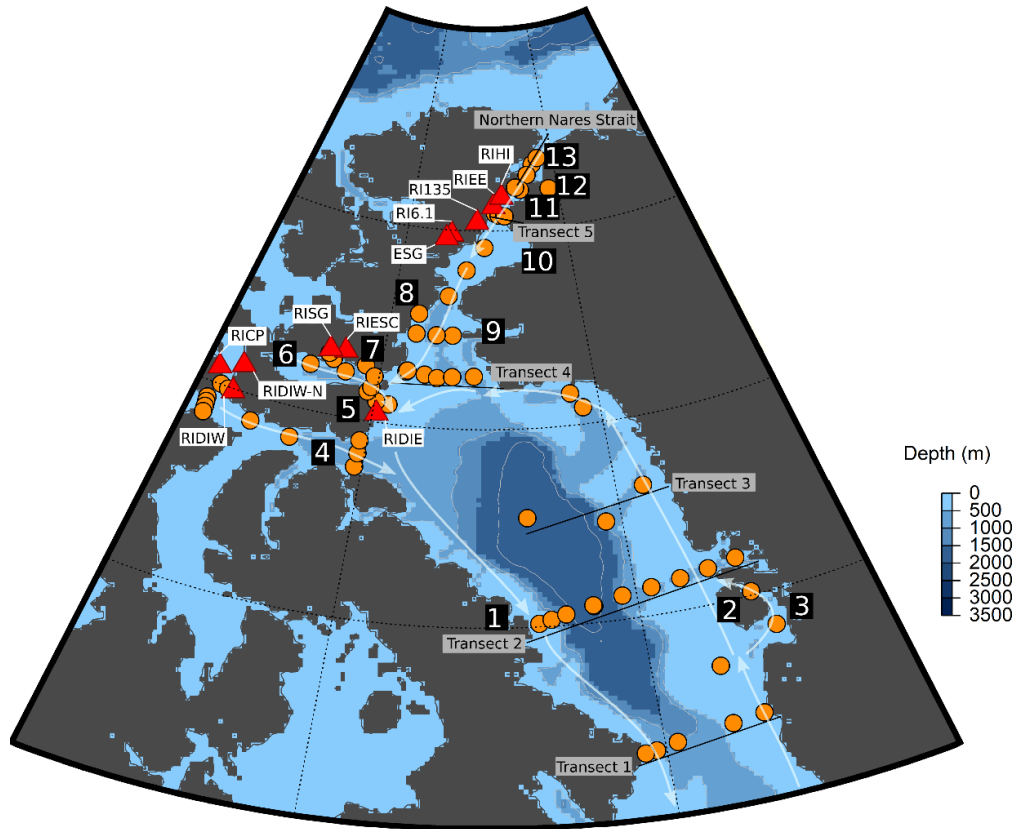 Northern Nares Strait
13
RIHI
12
RIEE
RI135
11
RI6.1
Transect 5
ESG
10
8
RISG
RIESC
9
RICP
6
7
Transect 4
RIDIW-N
5
RIDIW
RIDIE
4
Depth (m)
Transect 3
0
500
1000
1500
2000
2500
3000
3500
1
2
3
Transect 2
Transect 1